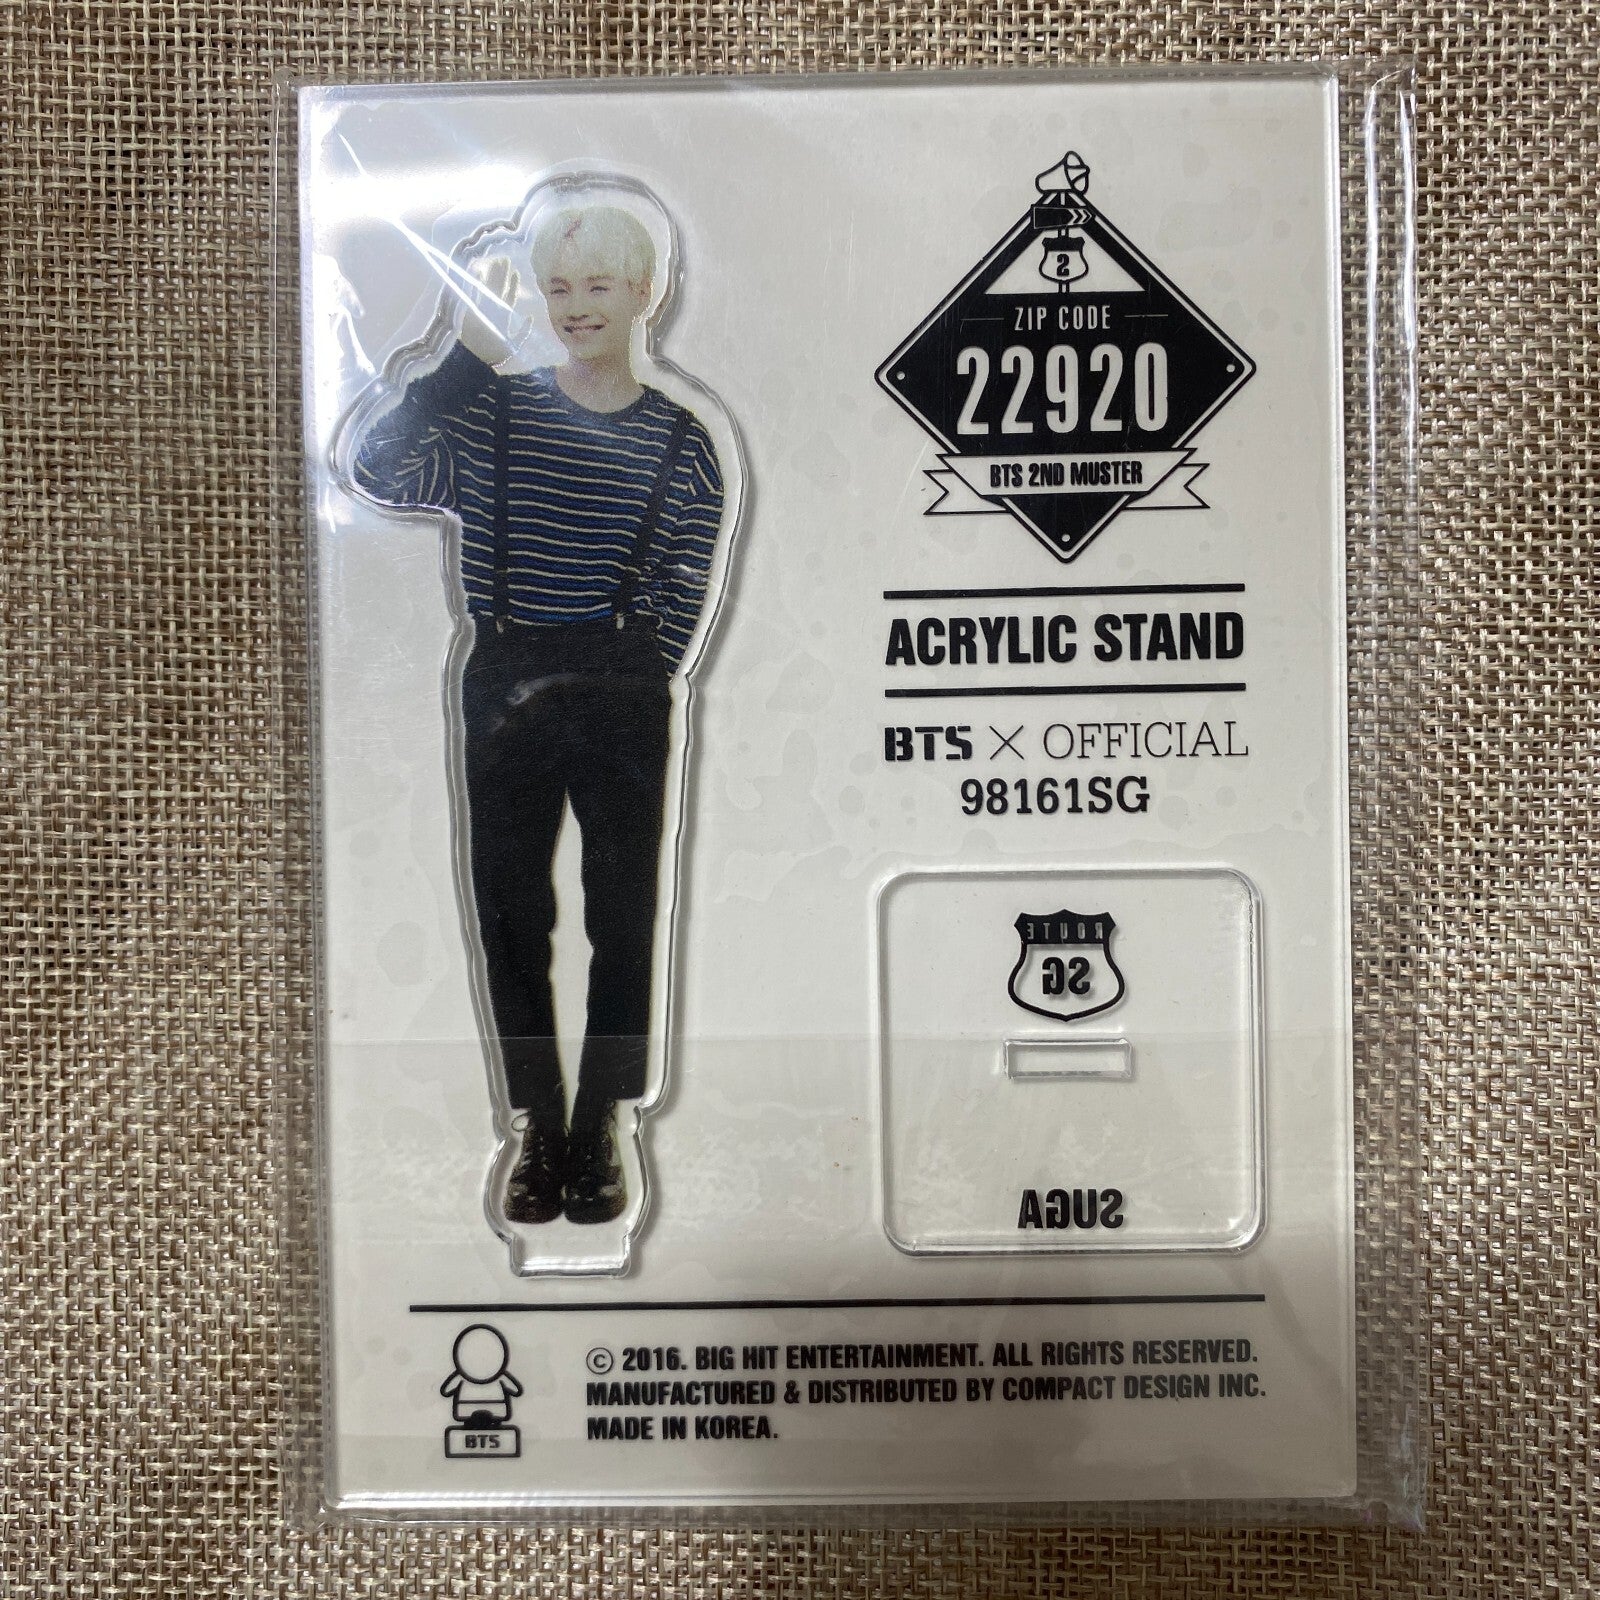 2
ZIP CODE
22920
BTS 2ND MUSTER
ACRYLIC STAND
BTS × OFFICIAL
98161SG
ROUTE
SG
SUGA
© 2016. BIG HIT ENTERTAINMENT. ALL RIGHTS RESERVED.
MANUFACTURED & DISTRIBUTED BY COMPACT DESIGN INC.
MADE IN KOREA.
BTS